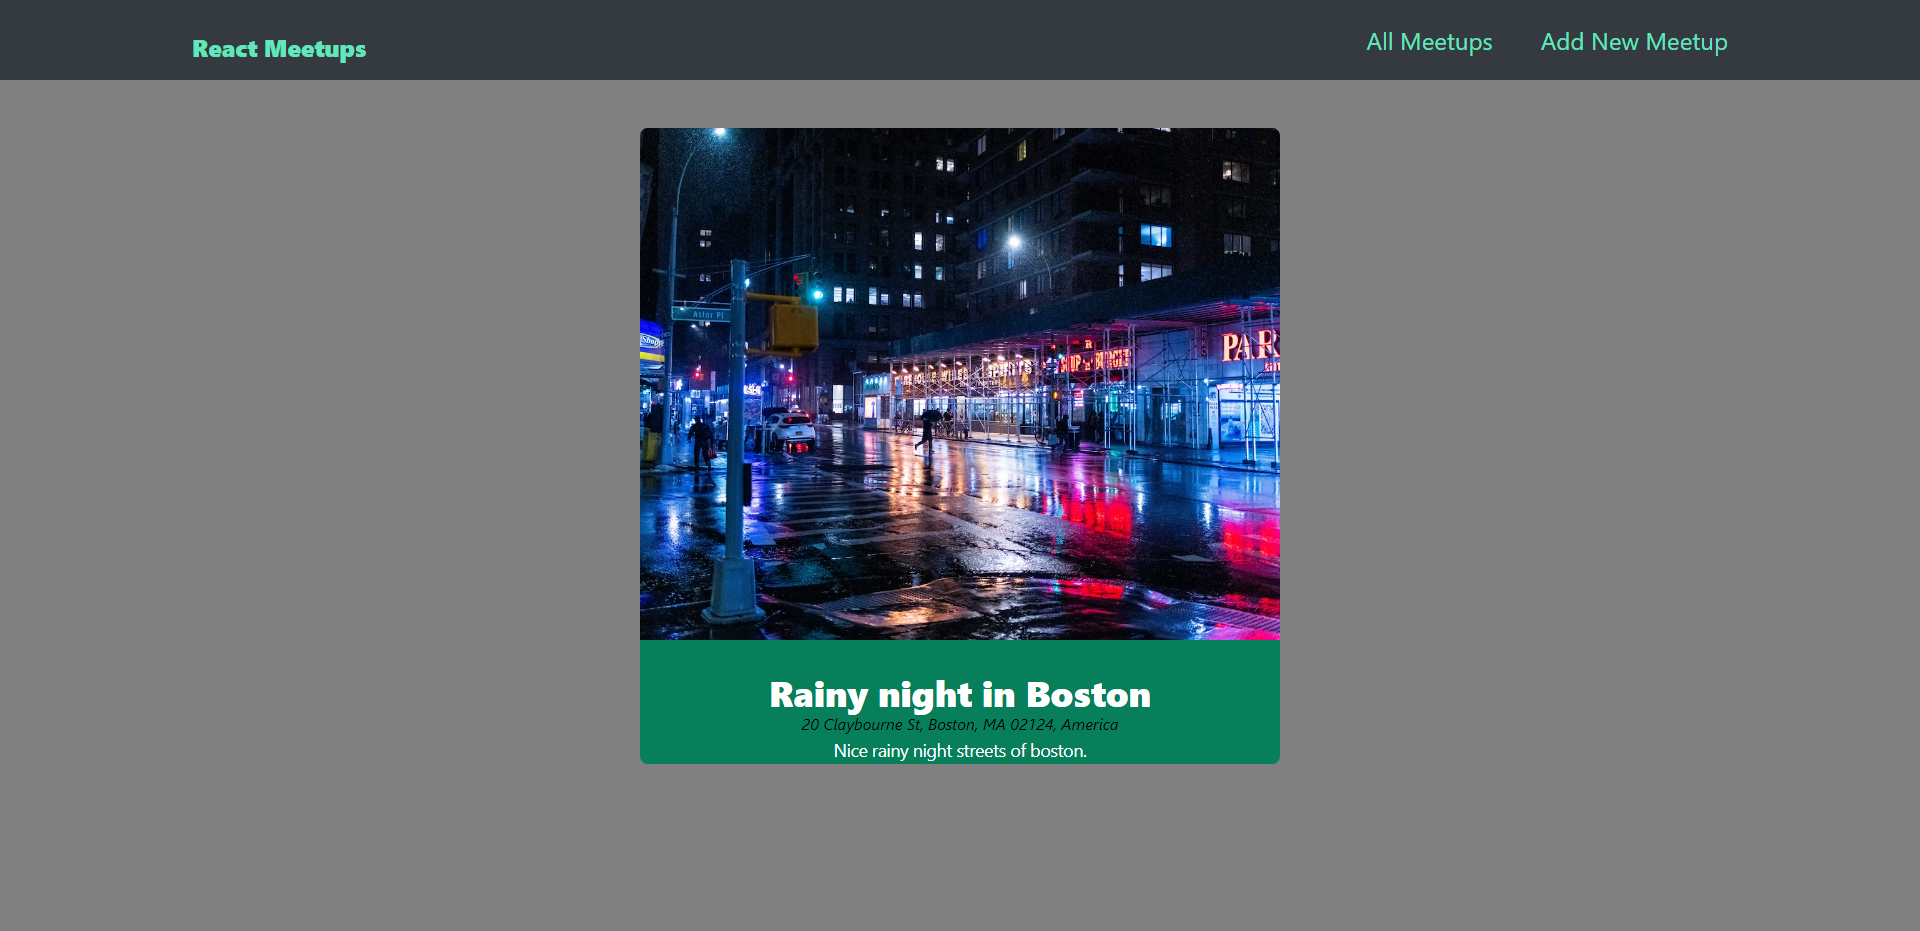 React Meetups
All Meetups
Add New Meetup
Astor Pl
PAR
Rainy night in Boston
20 Claybourne St, Boston, MA 02124, America
Nice rainy night streets of boston.